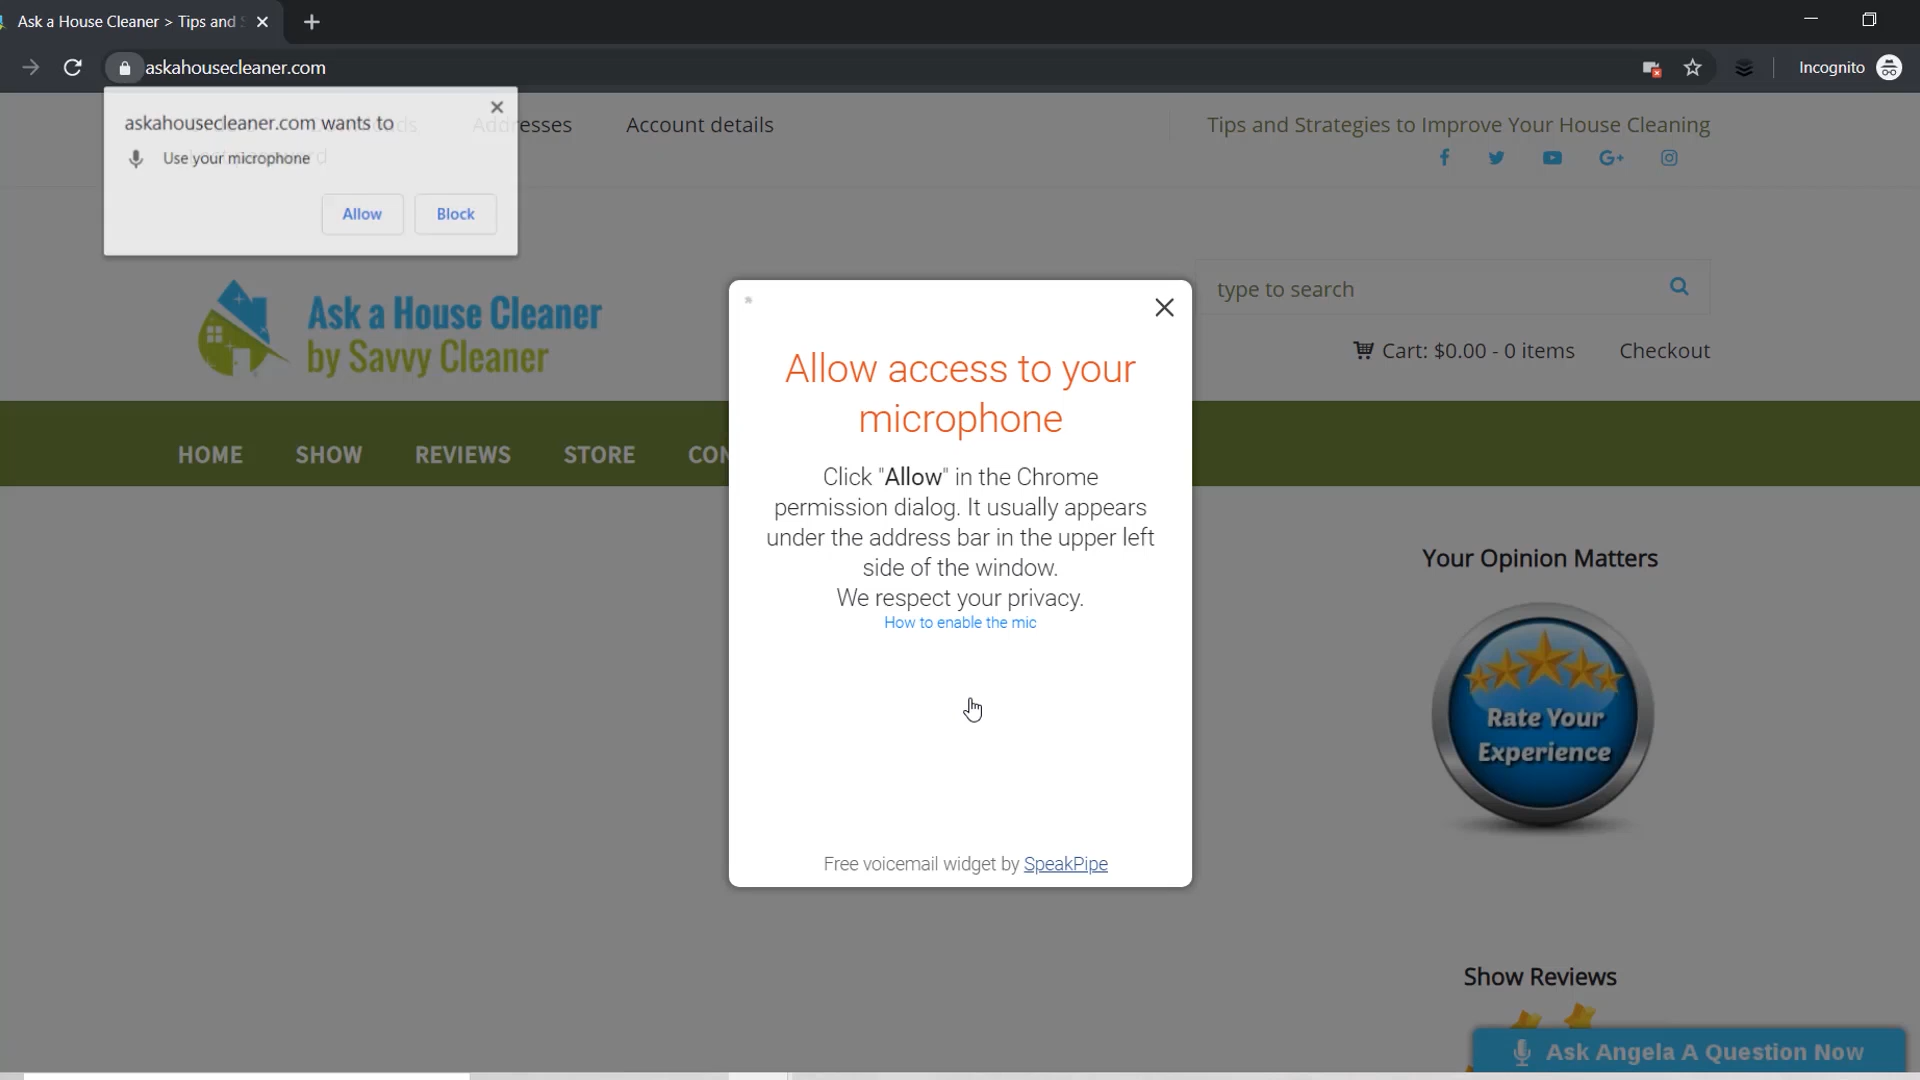 Ask a House Cleaner > Tips and
askahousecleaner.com
Incognito
askahousecleaner.com wants to
Use your microphone
Allow
Block
Addresses
Account details
Tips and Strategies to Improve Your House Cleaning
Ask a House Cleaner
by Savvy Cleaner
type to search
Cart: $0.00 - 0 items
Checkout
HOME
SHOW
REVIEWS
STORE
CON
Allow access to your
microphone
Click "Allow" in the Chrome
permission dialog. It usually appears
under the address bar in the upper left
side of the window.
We respect your privacy.
How to enable the mic
Free voicemail widget by SpeakPipe
Your Opinion Matters
Rate Your
Experience
Show Reviews
Ask Angela A Question Now